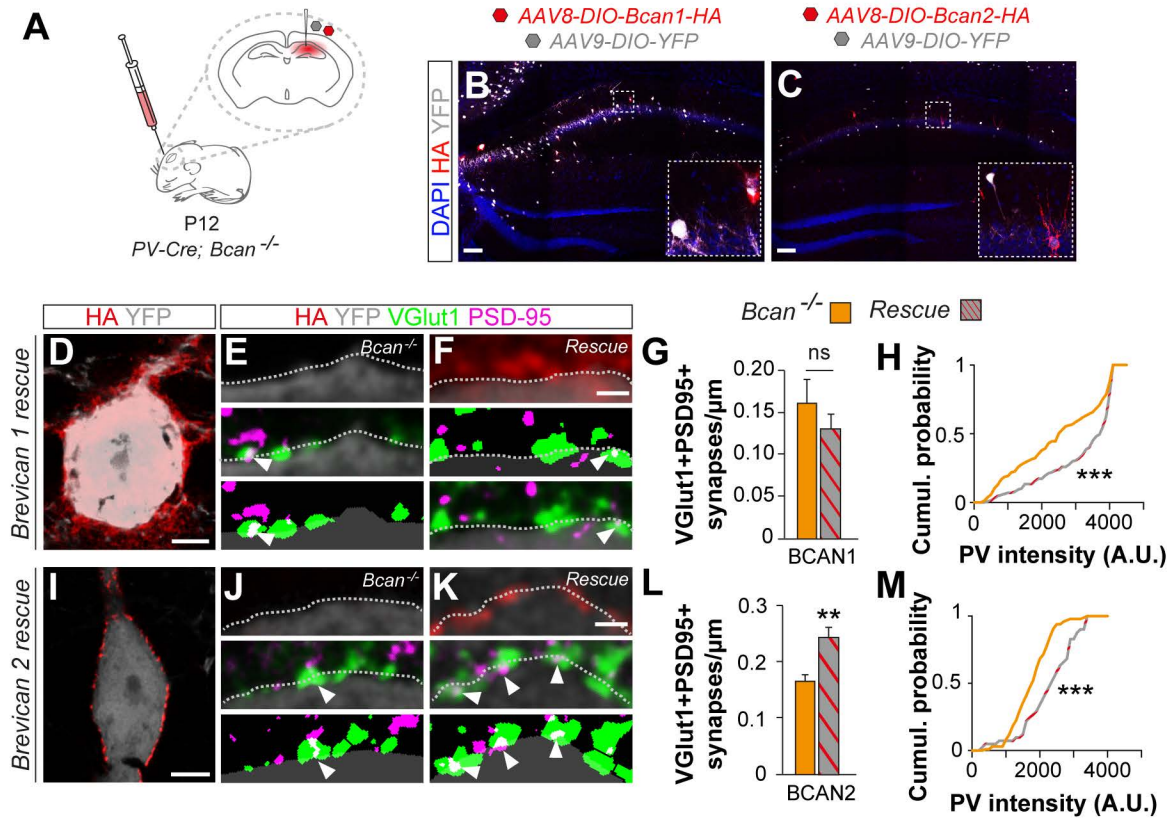 A
P12
PV-Cre; Bcan -/-
AAV8-DIO-Bcan1-HA
AAV9-DIO-YFP
AAV8-DIO-Bcan2-HA
AAV9-DIO-YFP
DAPI HA YFP
B
C
HA YFP
HA YFP VGlut1 PSD-95
Bcan -/-
Rescue
Brevican 1 rescue
D
E
Bcan-/-
F
Rescue
G
VGlut1+PSD95+
synapses/µm
0.20
0.15
0.10
0.05
0.00
ns
BCAN1
H
Cumul. probability
1
0.5
0
***
0
2000
4000
PV intensity (A.U.)
Brevican 2 rescue
I
J
Bcan-/-
K
Rescue
L
VGlut1+PSD95+
synapses/µm
0.3
0.2
0.1
0
**
BCAN2
M
Cumul. probability
1
0.5
0
***
0
2000
4000
PV intensity (A.U.)